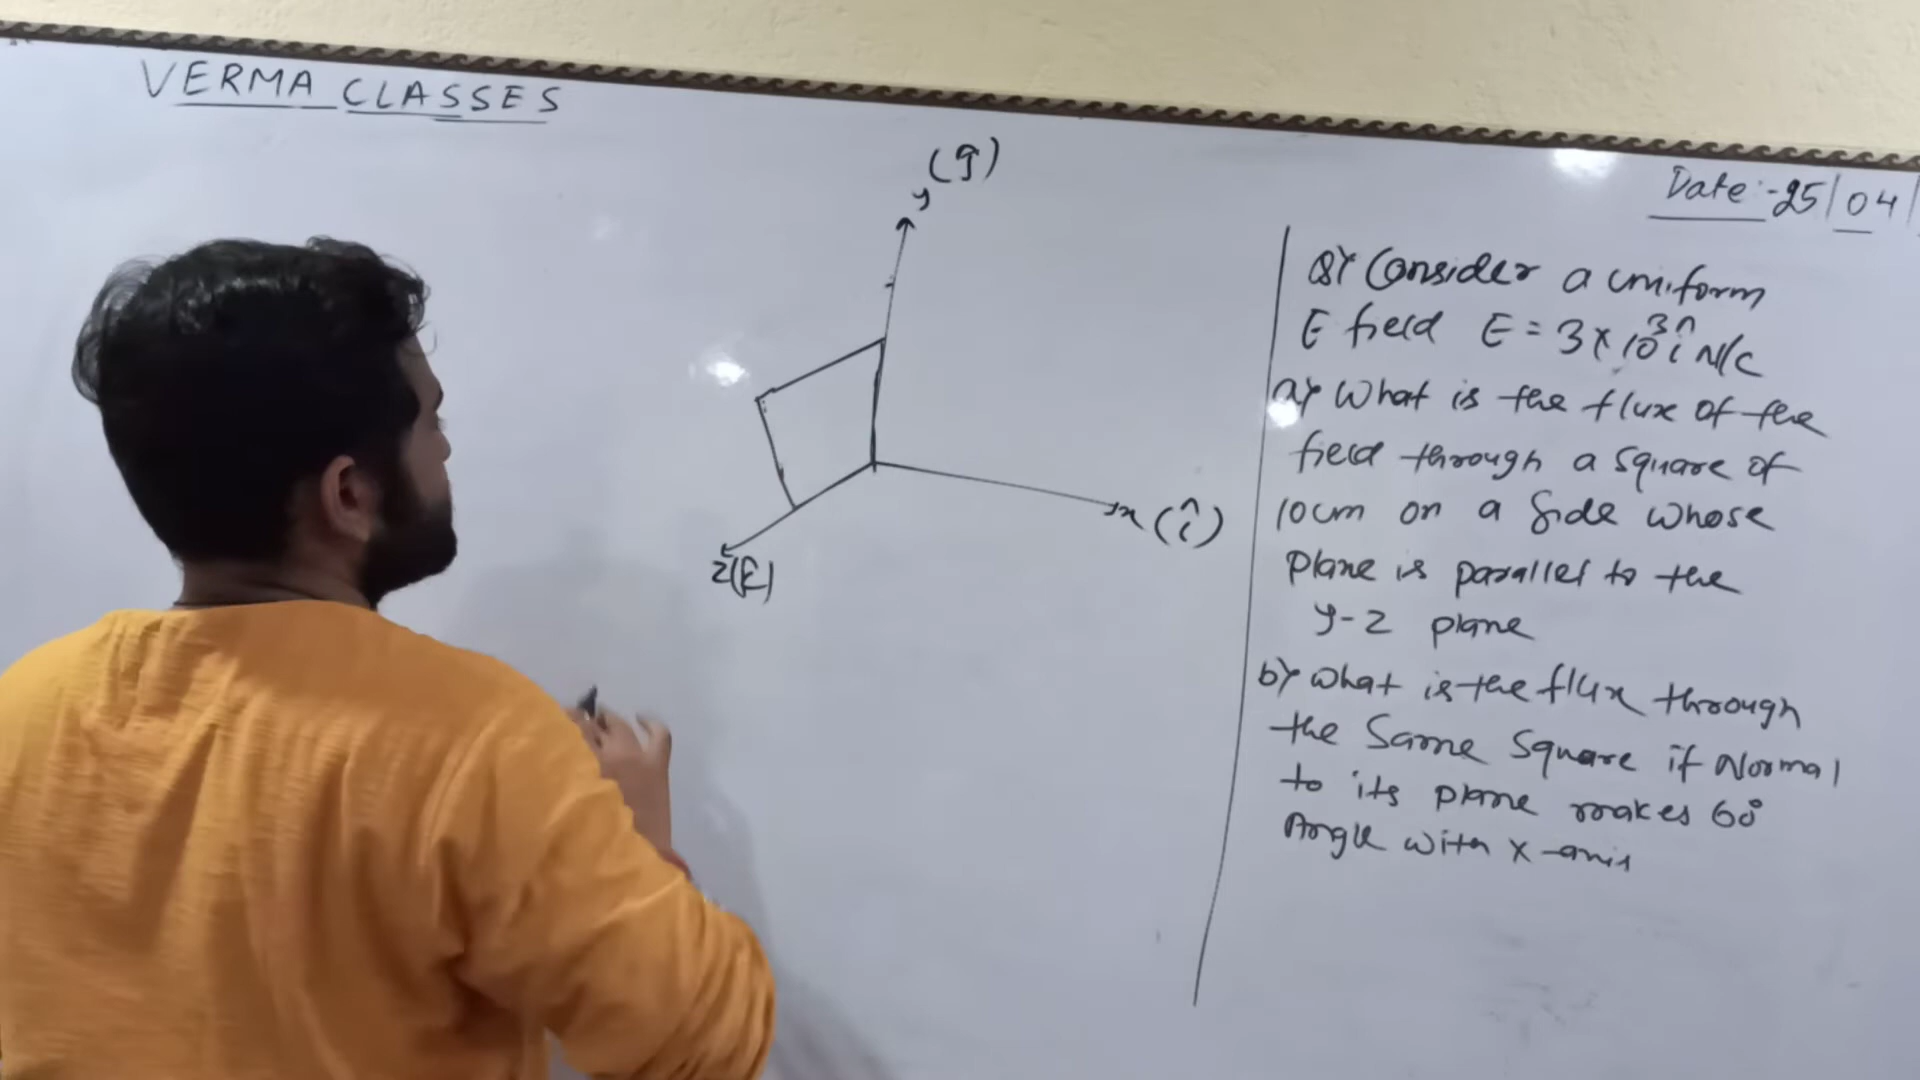 VERMA CLASSES
Date:-25/04/
(ĵ)
y
x (î)
z(k̂)
Q) Consider a uniform
E field E = 3×10³î N/C
a) What is the flux of the
field through a square of
10cm on a side whose
plane is parallel to the
y-z plane
b) What is the flux through
the same square if Normal
to its plane makes 60°
Angle with X-axis